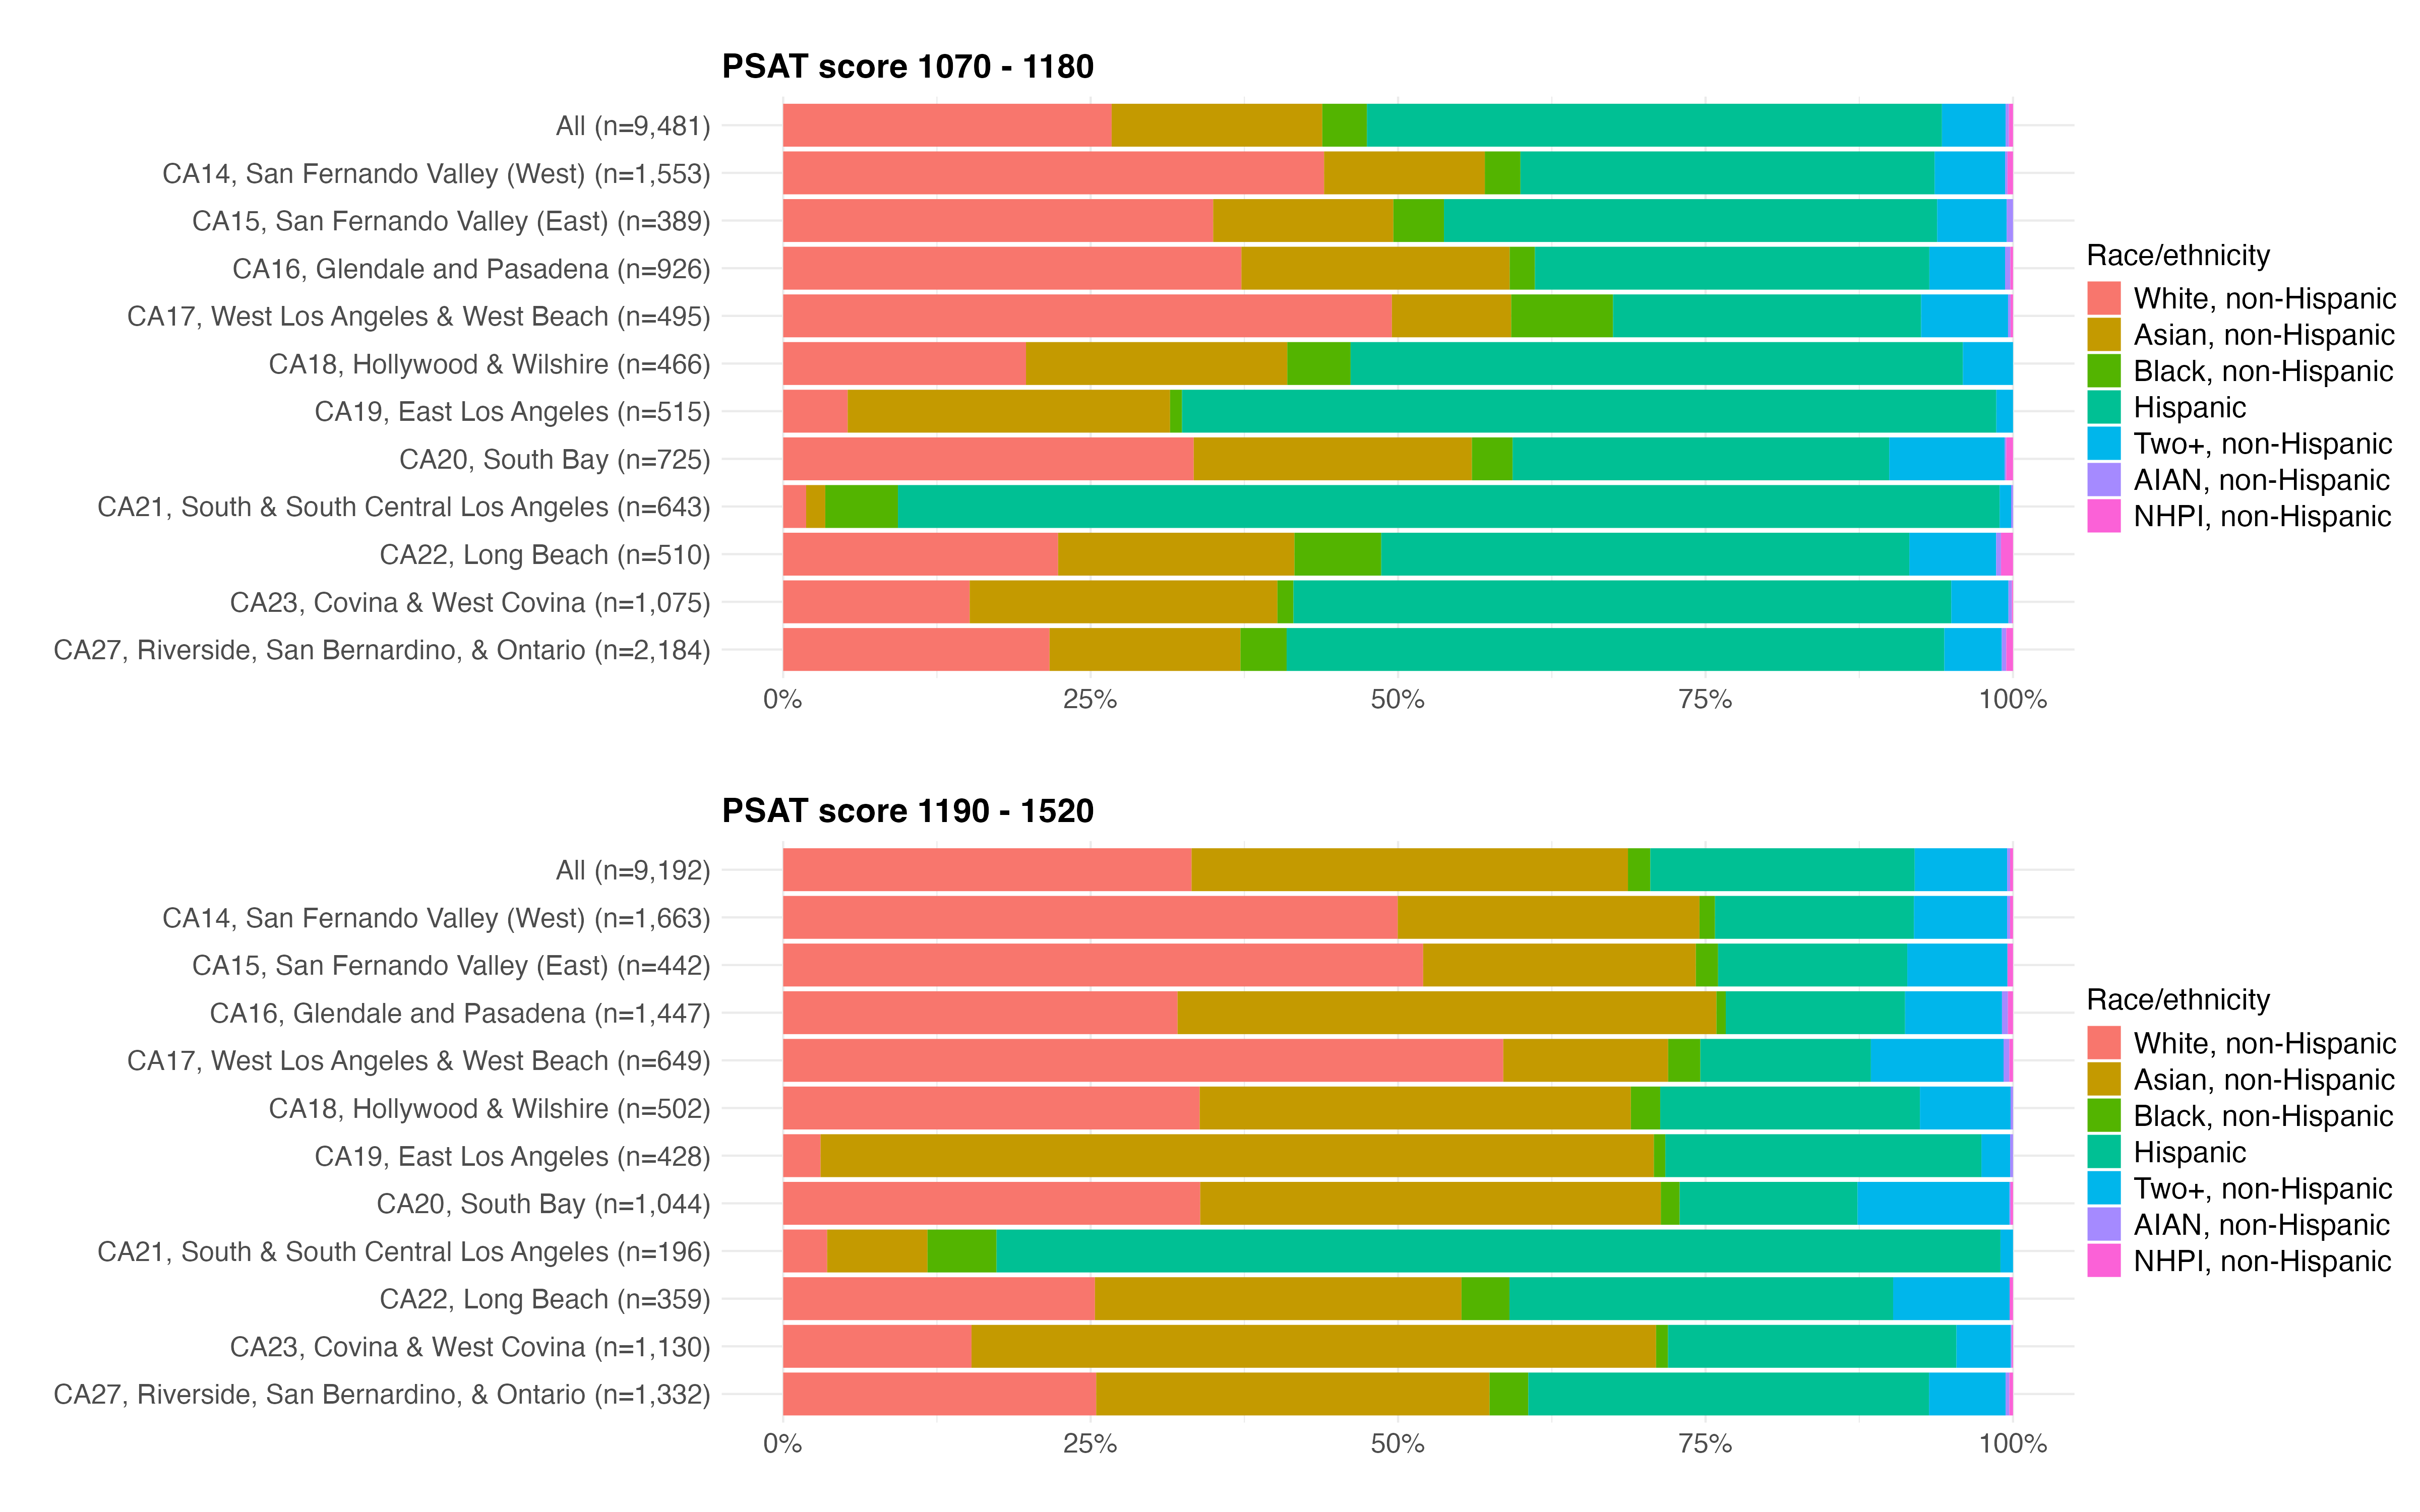 PSAT score 1070 - 1180
All (n=9,481)
CA14, San Fernando Valley (West) (n=1,553)
CA15, San Fernando Valley (East) (n=389)
CA16, Glendale and Pasadena (n=926)
CA17, West Los Angeles & West Beach (n=495)
CA18, Hollywood & Wilshire (n=466)
CA19, East Los Angeles (n=515)
CA20, South Bay (n=725)
CA21, South & South Central Los Angeles (n=643)
CA22, Long Beach (n=510)
CA23, Covina & West Covina (n=1,075)
CA27, Riverside, San Bernardino, & Ontario (n=2,184)
0% 25% 50% 75% 100%
Race/ethnicity
White, non-Hispanic
Asian, non-Hispanic
Black, non-Hispanic
Hispanic
Two+, non-Hispanic
AIAN, non-Hispanic
NHPI, non-Hispanic
PSAT score 1190 - 1520
All (n=9,192)
CA14, San Fernando Valley (West) (n=1,663)
CA15, San Fernando Valley (East) (n=442)
CA16, Glendale and Pasadena (n=1,447)
CA17, West Los Angeles & West Beach (n=649)
CA18, Hollywood & Wilshire (n=502)
CA19, East Los Angeles (n=428)
CA20, South Bay (n=1,044)
CA21, South & South Central Los Angeles (n=196)
CA22, Long Beach (n=359)
CA23, Covina & West Covina (n=1,130)
CA27, Riverside, San Bernardino, & Ontario (n=1,332)
0% 25% 50% 75% 100%
Race/ethnicity
White, non-Hispanic
Asian, non-Hispanic
Black, non-Hispanic
Hispanic
Two+, non-Hispanic
AIAN, non-Hispanic
NHPI, non-Hispanic